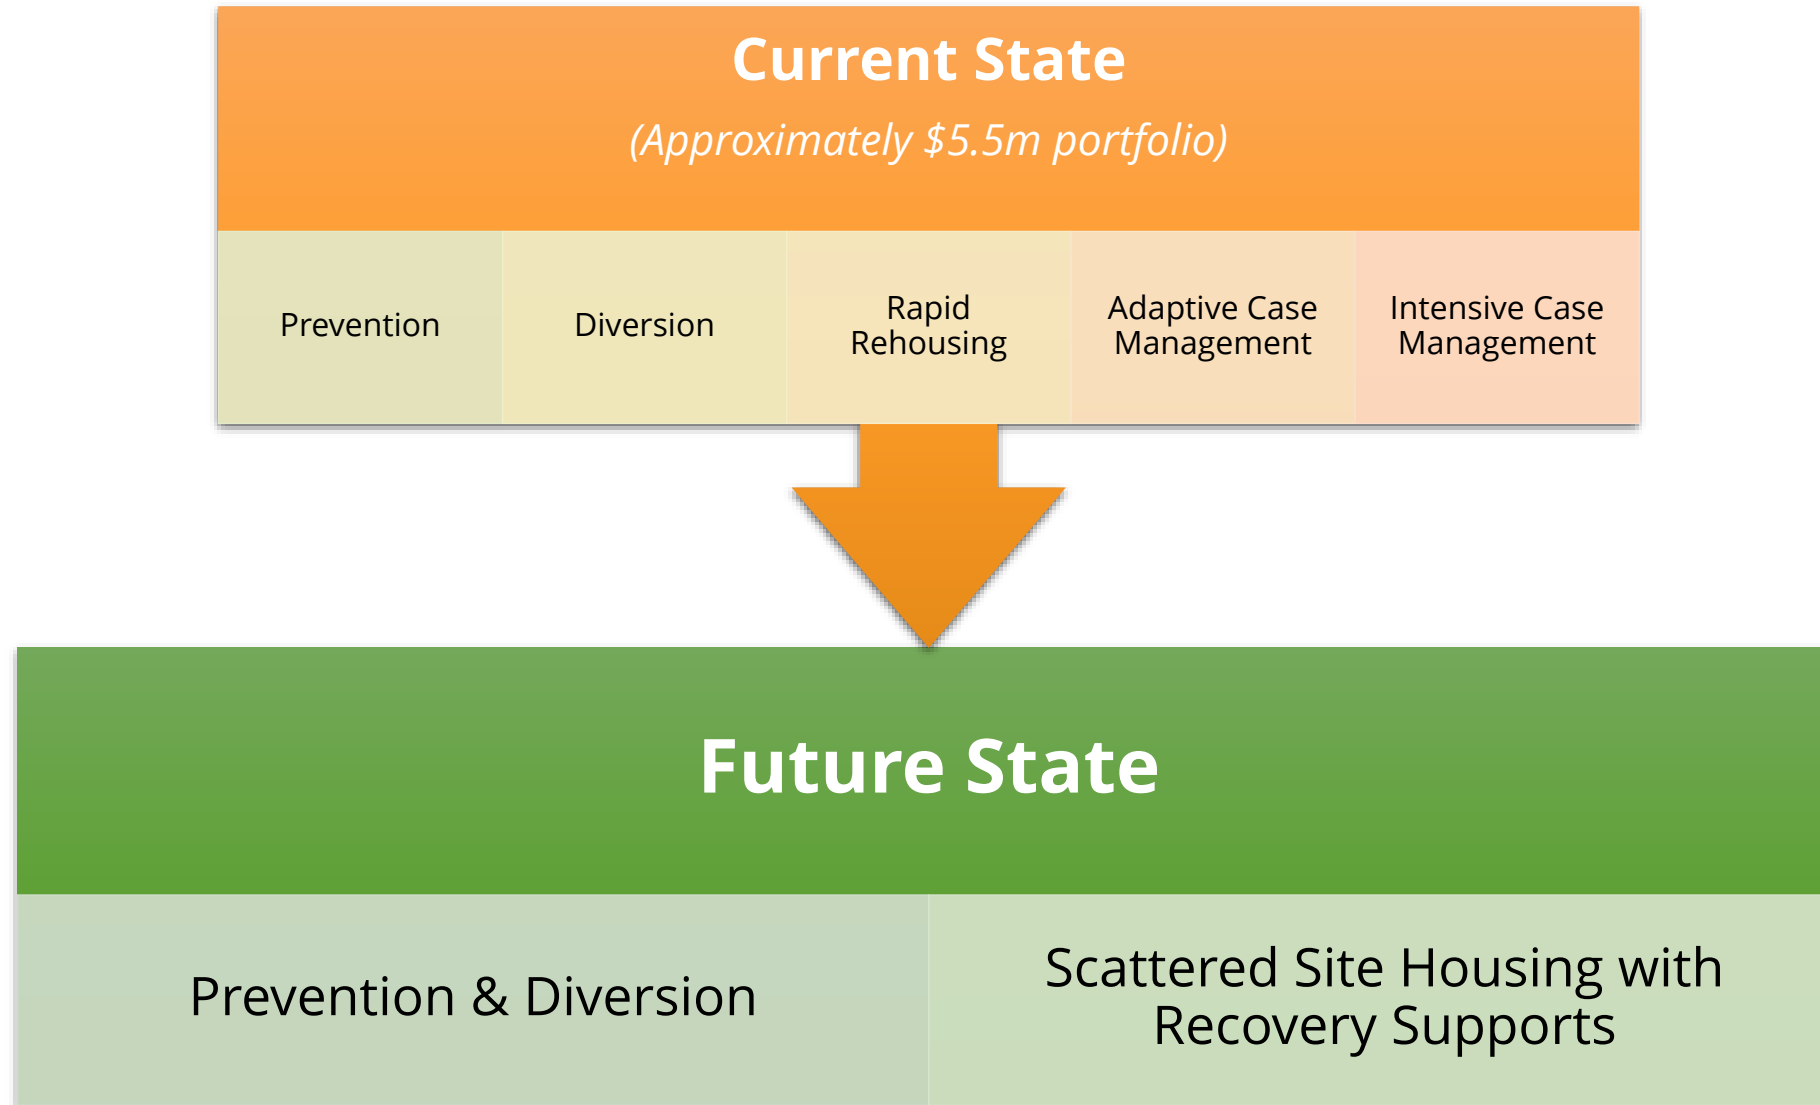 Current State
(Approximately $5.5m portfolio)
Prevention
Diversion
Rapid
Rehousing
Adaptive Case
Management
Intensive Case
Management
Future State
Prevention & Diversion
Scattered Site Housing with
Recovery Supports